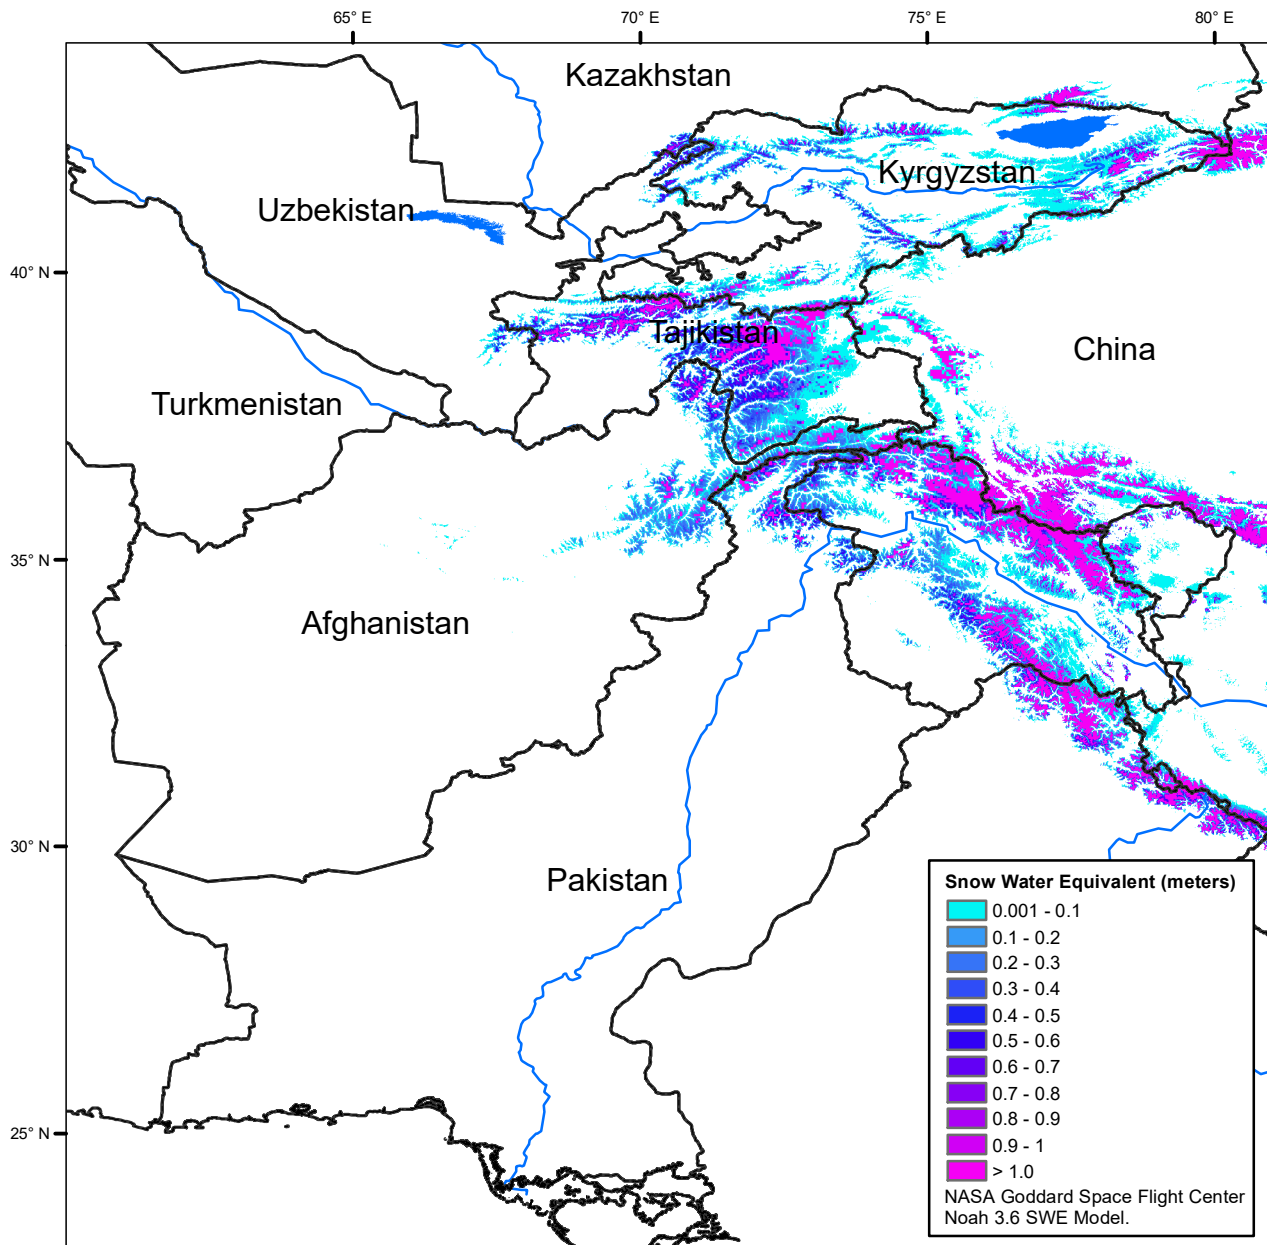 65° E
70° E
75° E
80° E
Kazakhstan
Kyrgyzstan
Uzbekistan
40° N
Tajikistan
China
Turkmenistan
35° N
Afghanistan
30° N
Pakistan
25° N
Snow Water Equivalent (meters)
0.001 - 0.1
0.1 - 0.2
0.2 - 0.3
0.3 - 0.4
0.4 - 0.5
0.5 - 0.6
0.6 - 0.7
0.7 - 0.8
0.8 - 0.9
0.9 - 1
> 1.0
NASA Goddard Space Flight Center
Noah 3.6 SWE Model.